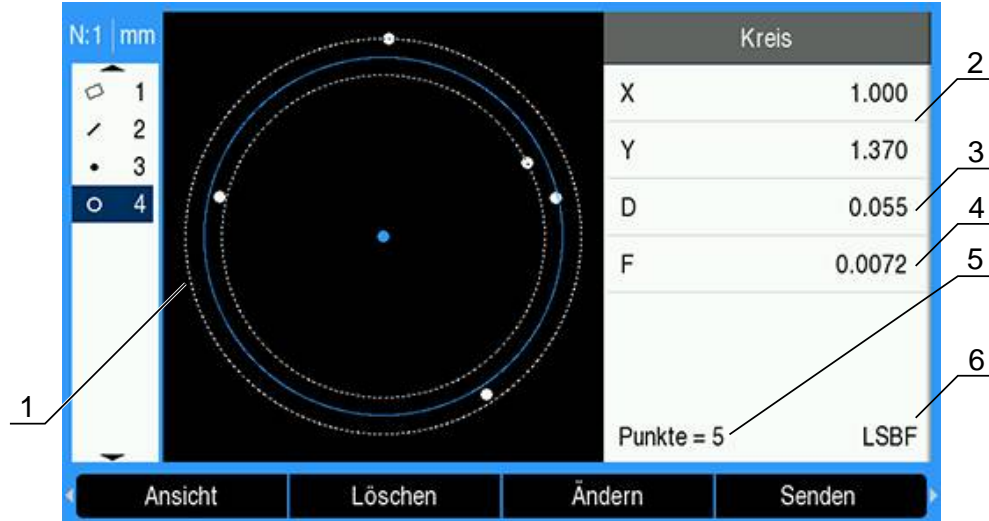 N:1 mm
Kreis
1
2
3
4
X 1.000
Y 1.370
D 0.055
F 0.0072
Punkte = 5 LSBF
2
3
4
5
6
1
Ansicht Löschen Ändern Senden